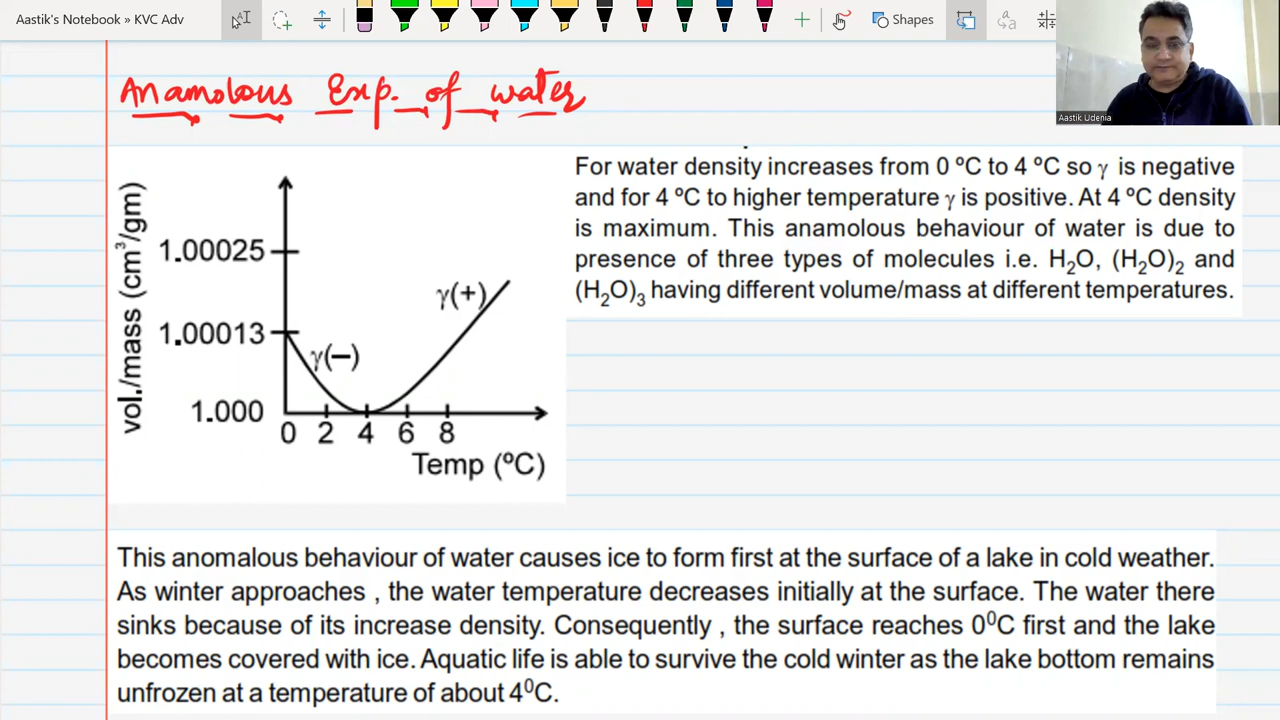 Aastik's Notebook » KVC Adv
Shapes
Aastik Udenia
Anamolous Exp. of water
For water density increases from 0 ºC to 4 ºC so γ is negative
and for 4 ºC to higher temperature γ is positive. At 4 ºC density
is maximum. This anamolous behaviour of water is due to
presence of three types of molecules i.e. H₂O, (H₂O)₂ and
(H₂O)₃ having different volume/mass at different temperatures.
vol./mass (cm³/gm)
1.00025
1.00013
1.000
γ(–)
γ(+)
0 2 4 6 8
Temp (ºC)
This anomalous behaviour of water causes ice to form first at the surface of a lake in cold weather.
As winter approaches , the water temperature decreases initially at the surface. The water there
sinks because of its increase density. Consequently , the surface reaches 0⁰C first and the lake
becomes covered with ice. Aquatic life is able to survive the cold winter as the lake bottom remains
unfrozen at a temperature of about 4⁰C.